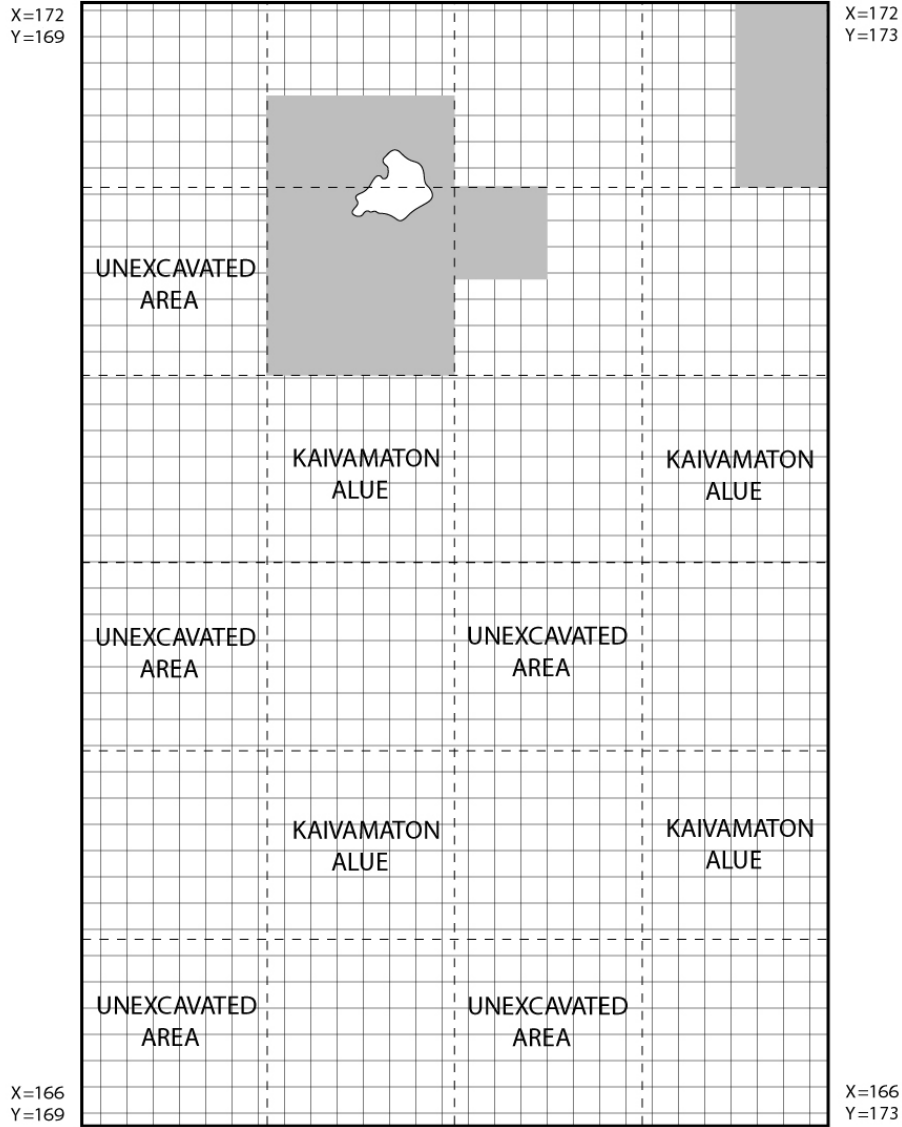 X=172
Y=169
X=172
Y=173
UNEXCAVATED
AREA
KAIVAMATON
ALUE
KAIVAMATON
ALUE
UNEXCAVATED
AREA
UNEXCAVATED
AREA
KAIVAMATON
ALUE
KAIVAMATON
ALUE
UNEXCAVATED
AREA
UNEXCAVATED
AREA
X=166
Y=169
X=166
Y=173